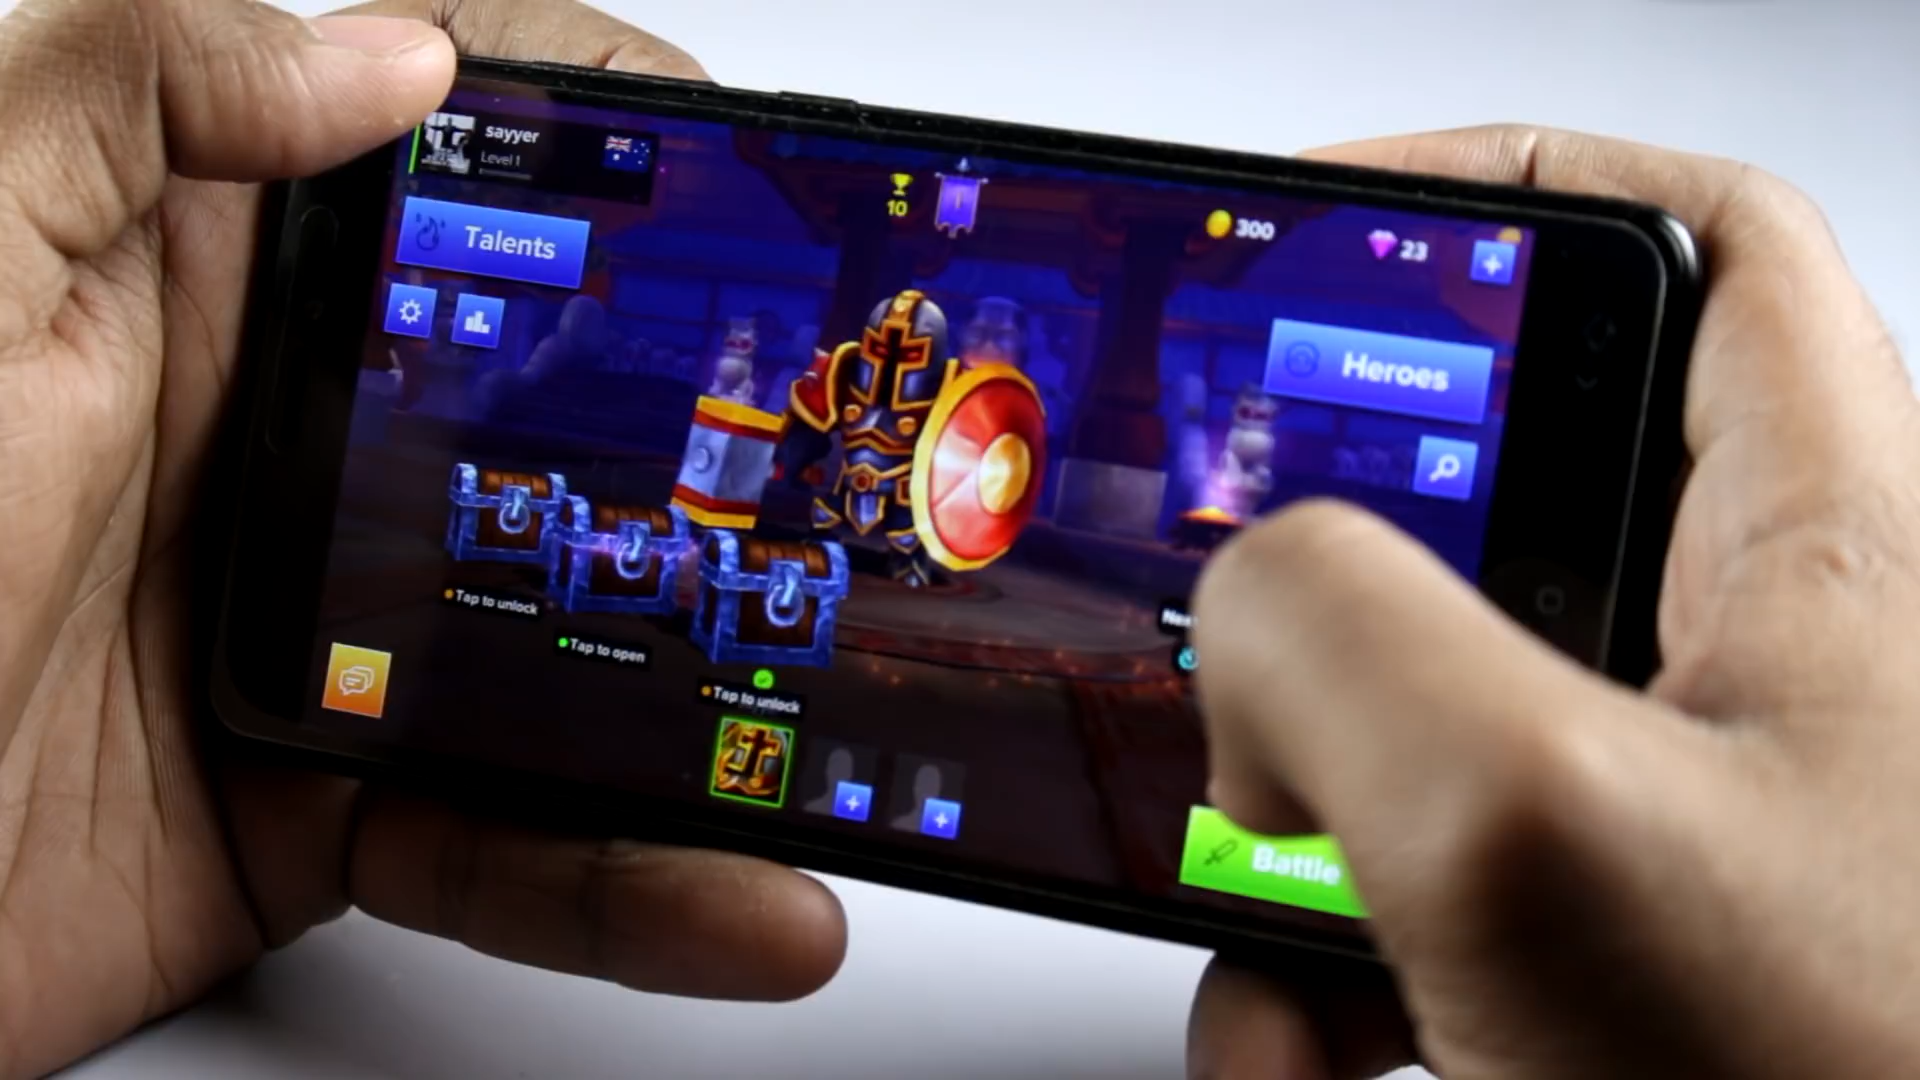 sayyer
Level 1
10
300
23
Talents
Heroes
Tap to unlock
Tap to open
Tap to unlock
Battle